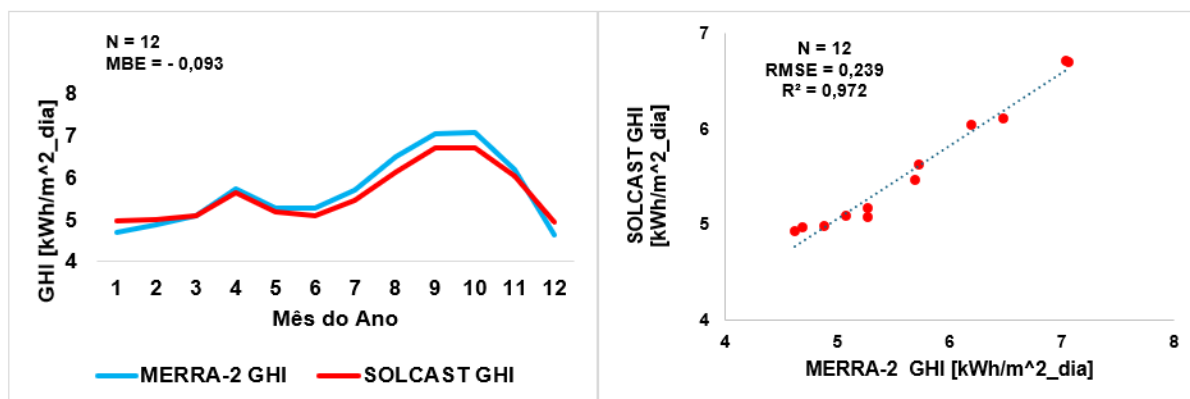 N = 12
MBE = - 0,093
GHI [kWh/m^2_dia]
8
7
6
5
4
1 2 3 4 5 6 7 8 9 10 11 12
Mês do Ano
MERRA-2 GHI SOLCAST GHI
N = 12
RMSE = 0,239
R² = 0,972
SOLCAST GHI
[kWh/m^2_dia]
7
6
5
4
4 5 6 7 8
MERRA-2 GHI [kWh/m^2_dia]